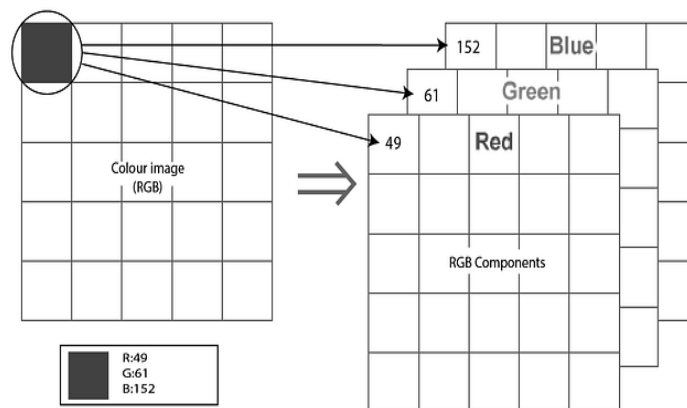 152
Blue
61
Green
49
Red
Colour image
(RGB)
RGB Components
R:49
G:61
B:152